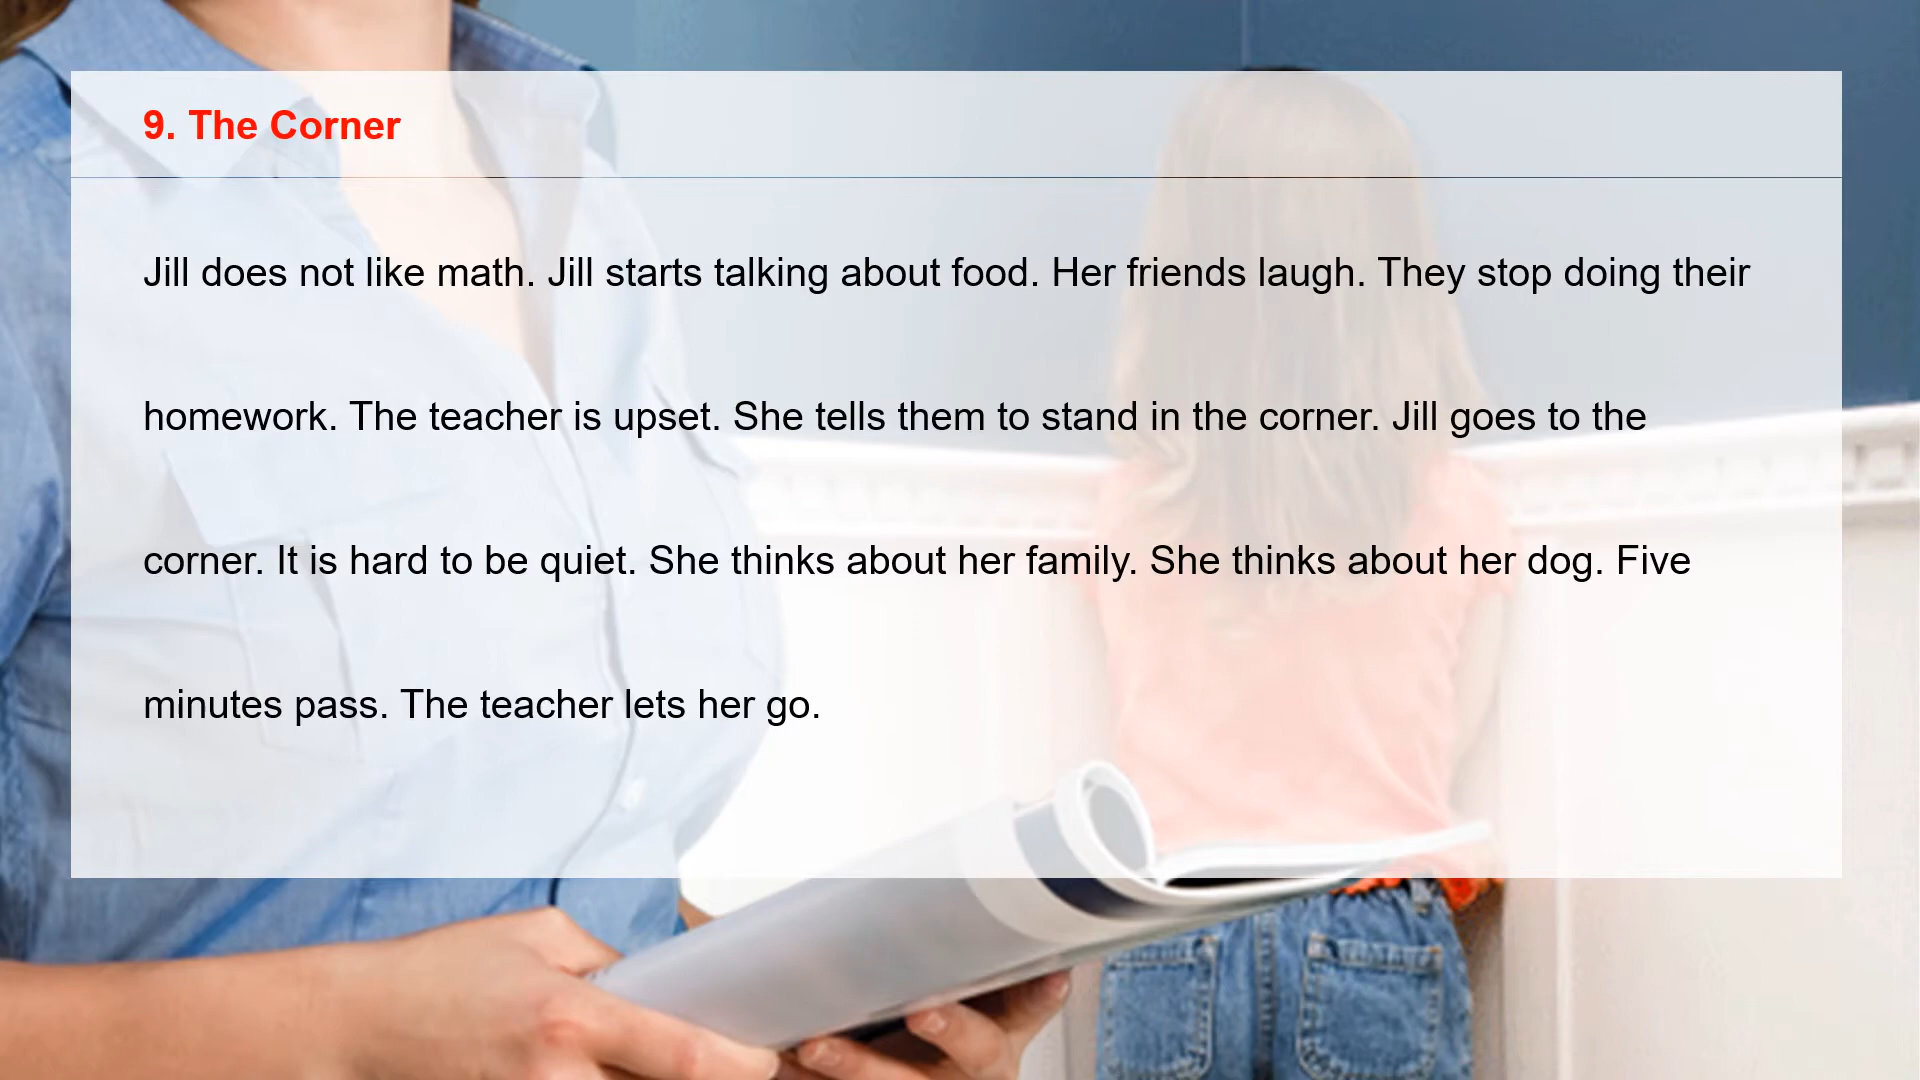 9. The Corner
Jill does not like math. Jill starts talking about food. Her friends laugh. They stop doing their
homework. The teacher is upset. She tells them to stand in the corner. Jill goes to the
corner. It is hard to be quiet. She thinks about her family. She thinks about her dog. Five
minutes pass. The teacher lets her go.